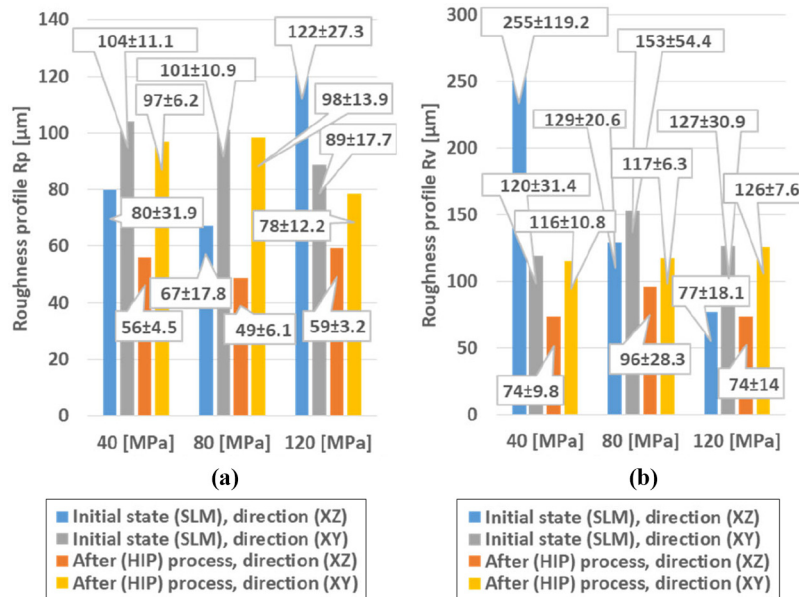 Roughness profile Rp [µm]
140
120
100
80
60
40
20
0
104±11.1
122±27.3
101±10.9
97±6.2
98±13.9
89±17.7
80±31.9
78±12.2
67±17.8
56±4.5
49±6.1
59±3.2
40 [MPa] 80 [MPa] 120 [MPa]
(a)
Initial state (SLM), direction (XZ)
Initial state (SLM), direction (XY)
After (HIP) process, direction (XZ)
After (HIP) process, direction (XY)
Roughness profile Rv [µm]
300
250
200
150
100
50
0
255±119.2
153±54.4
129±20.6
127±30.9
117±6.3
120±31.4
126±7.6
116±10.8
77±18.1
96±28.3
74±9.8
74±14
40 [MPa] 80 [MPa] 120 [MPa]
(b)
Initial state (SLM), direction (XZ)
Initial state (SLM), direction (XY)
After (HIP) process, direction (XZ)
After (HIP) process, direction (XY)